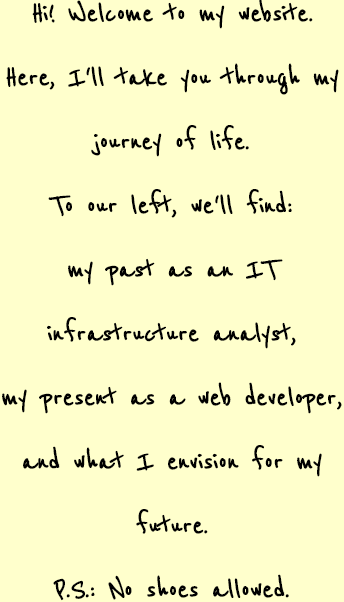 Hi! Welcome to my website.
Here, I'll take you through my
journey of life.
To our left, we'll find:
my past as an IT
infrastructure analyst,
my present as a web developer,
and what I envision for my
future.
P.S.: No shoes allowed.